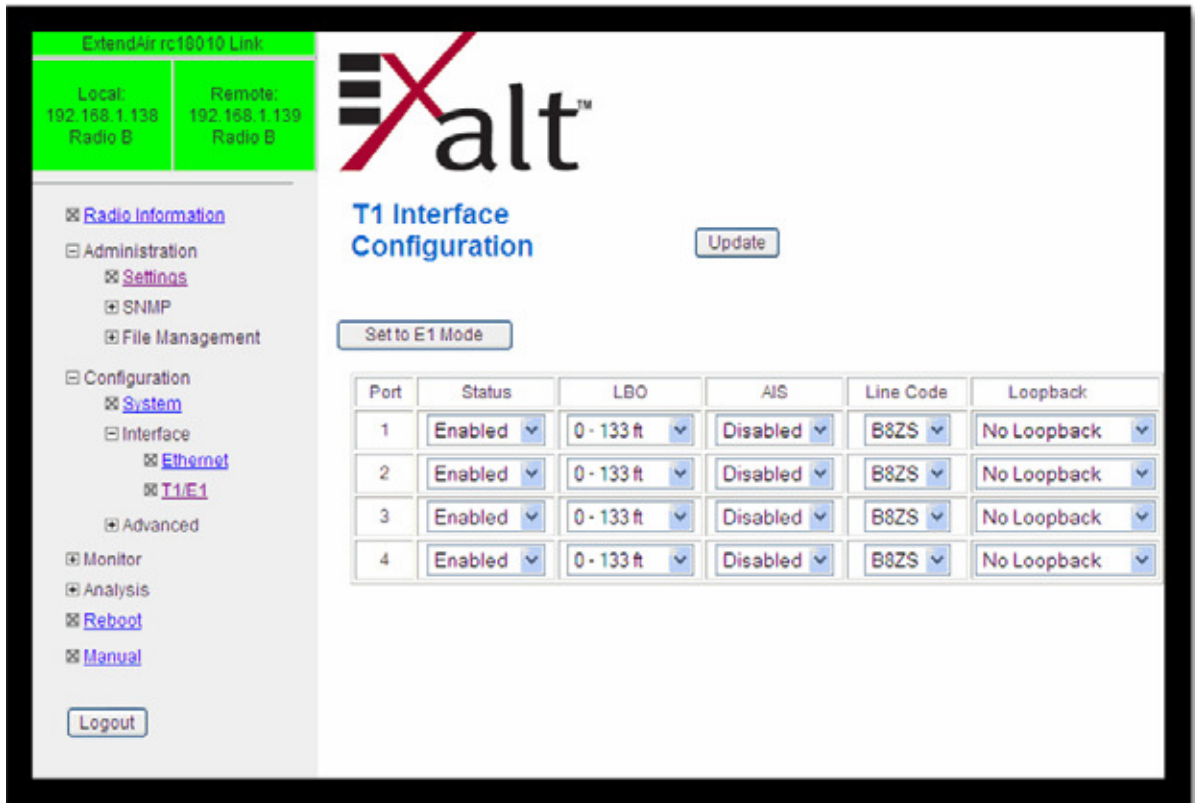 ExtendAir rc18010 Link
Local:
192.168.1.138
Radio B
Remote:
192.168.1.139
Radio B
Radio Information
Administration
Settings
SNMP
File Management
Configuration
System
Interface
Ethernet
T1/E1
Advanced
Monitor
Analysis
Reboot
Manual
Logout
EXalt™
T1 Interface
Configuration
Update
Set to E1 Mode
Port Status LBO AIS Line Code Loopback
1 Enabled 0 - 133 ft Disabled B8ZS No Loopback
2 Enabled 0 - 133 ft Disabled B8ZS No Loopback
3 Enabled 0 - 133 ft Disabled B8ZS No Loopback
4 Enabled 0 - 133 ft Disabled B8ZS No Loopback